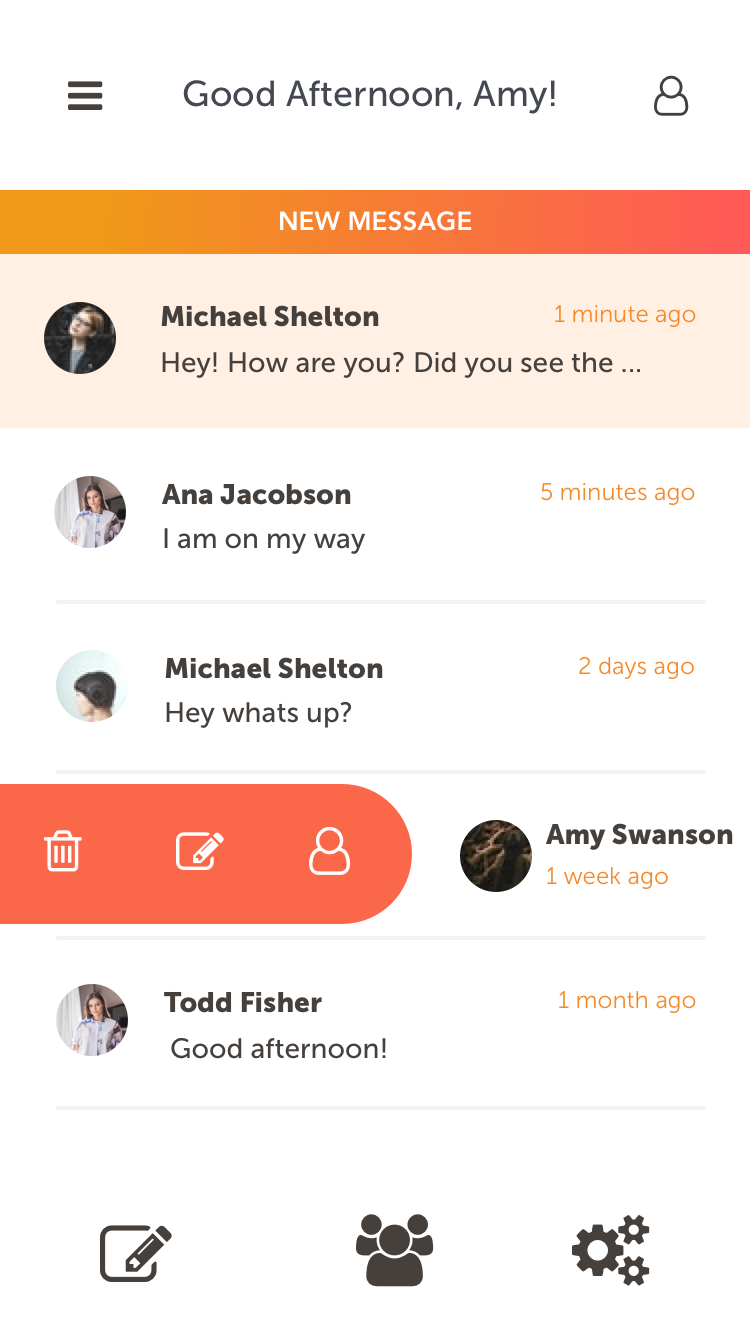 Good Afternoon, Amy!
NEW MESSAGE
Michael Shelton
1 minute ago
Hey! How are you? Did you see the ...
Ana Jacobson
5 minutes ago
I am on my way
Michael Shelton
2 days ago
Hey whats up?
Amy Swanson
1 week ago
Todd Fisher
1 month ago
Good afternoon!